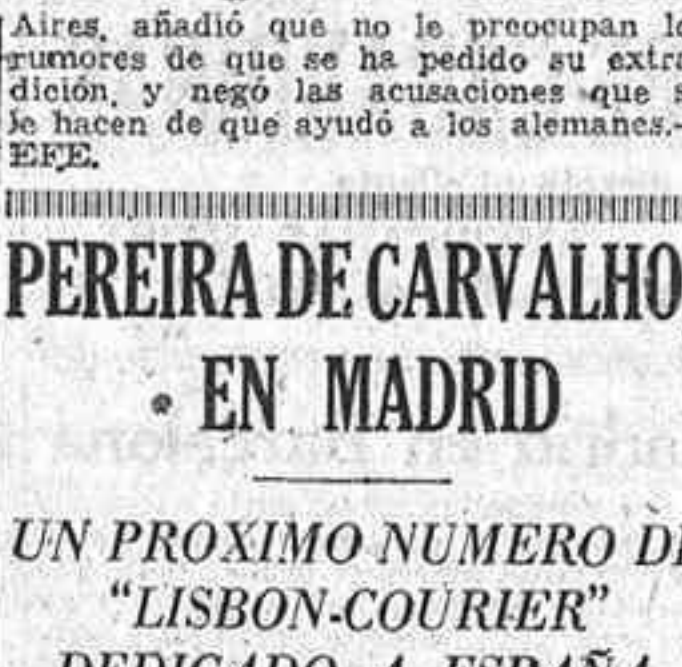 Aires, añadió que no le preocupan lo
rumores de que se ha pedido su extra
dición, y negó las acusaciones que s
le hacen de que ayudó a los alemanes.-
EFE.
PEREIRA DE CARVALHO
EN MADRID
UN PROXIMO NUMERO DE
"LISBON-COURIER"
DEDICADO A ESPAÑA